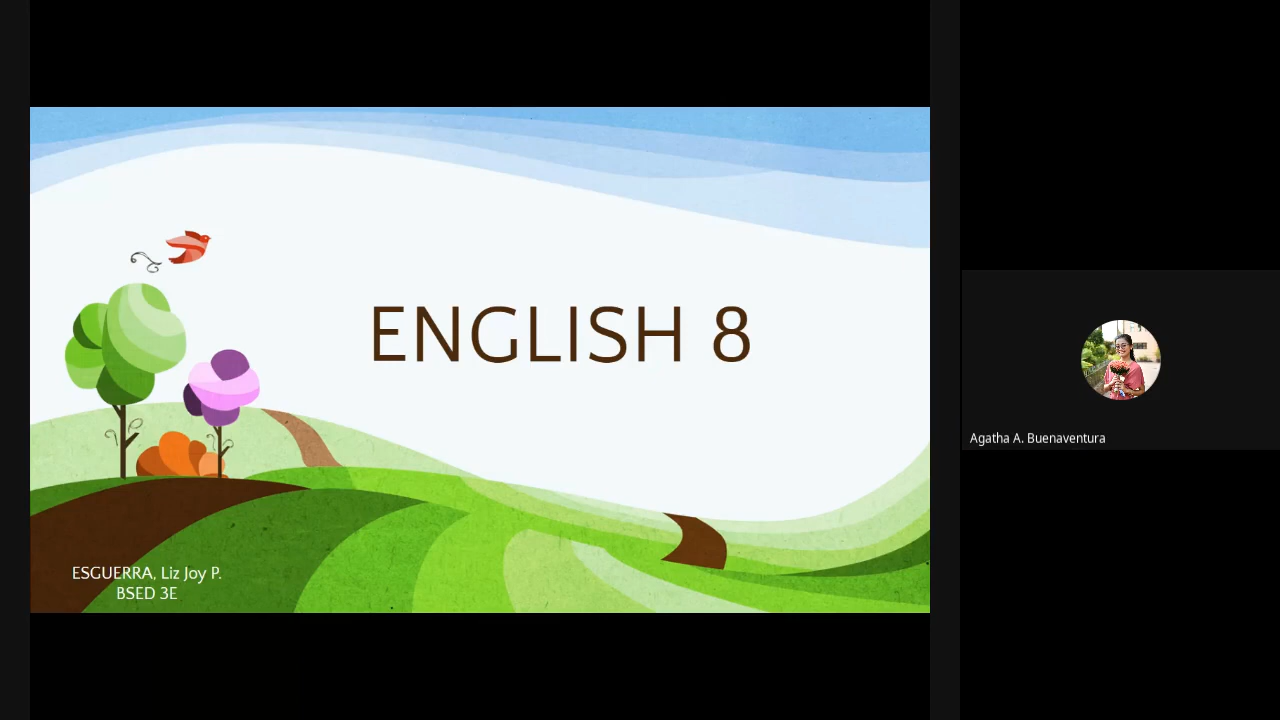 ENGLISH 8
ESGUERRA, Liz Joy P.
BSED 3E
Agatha A. Buenaventura